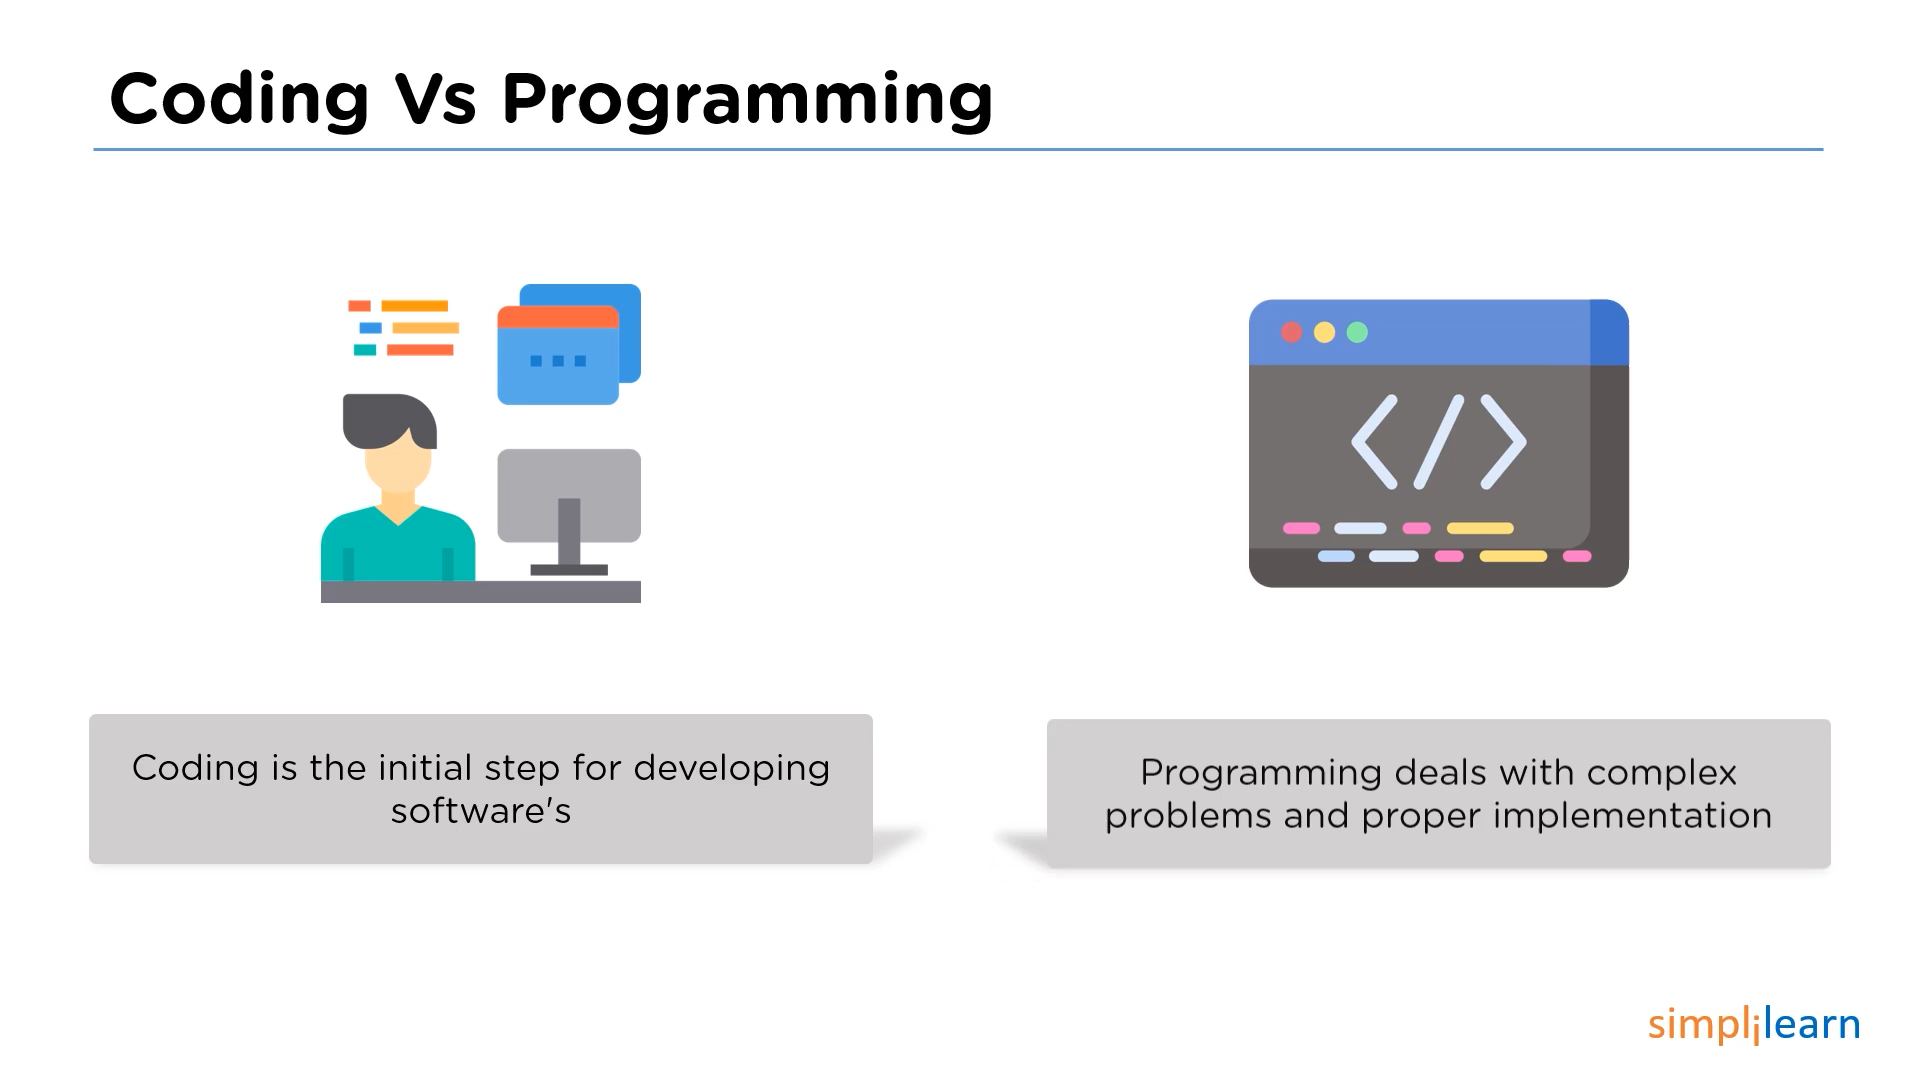 Coding Vs Programming
</>
Coding is the initial step for developing
software's
Programming deals with complex
problems and proper implementation
simplilearn